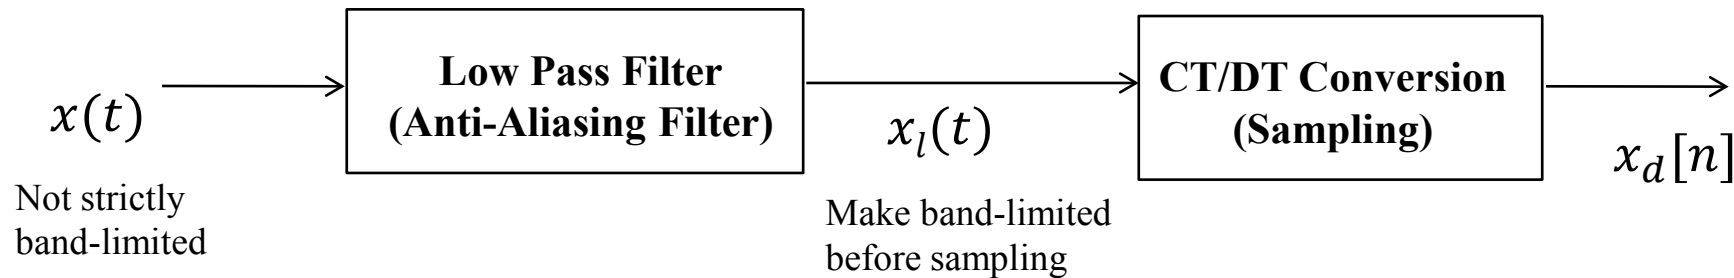 x(t)
Not strictly
band-limited
Low Pass Filter
(Anti-Aliasing Filter)
x_l(t)
Make band-limited
before sampling
CT/DT Conversion
(Sampling)
x_d[n]